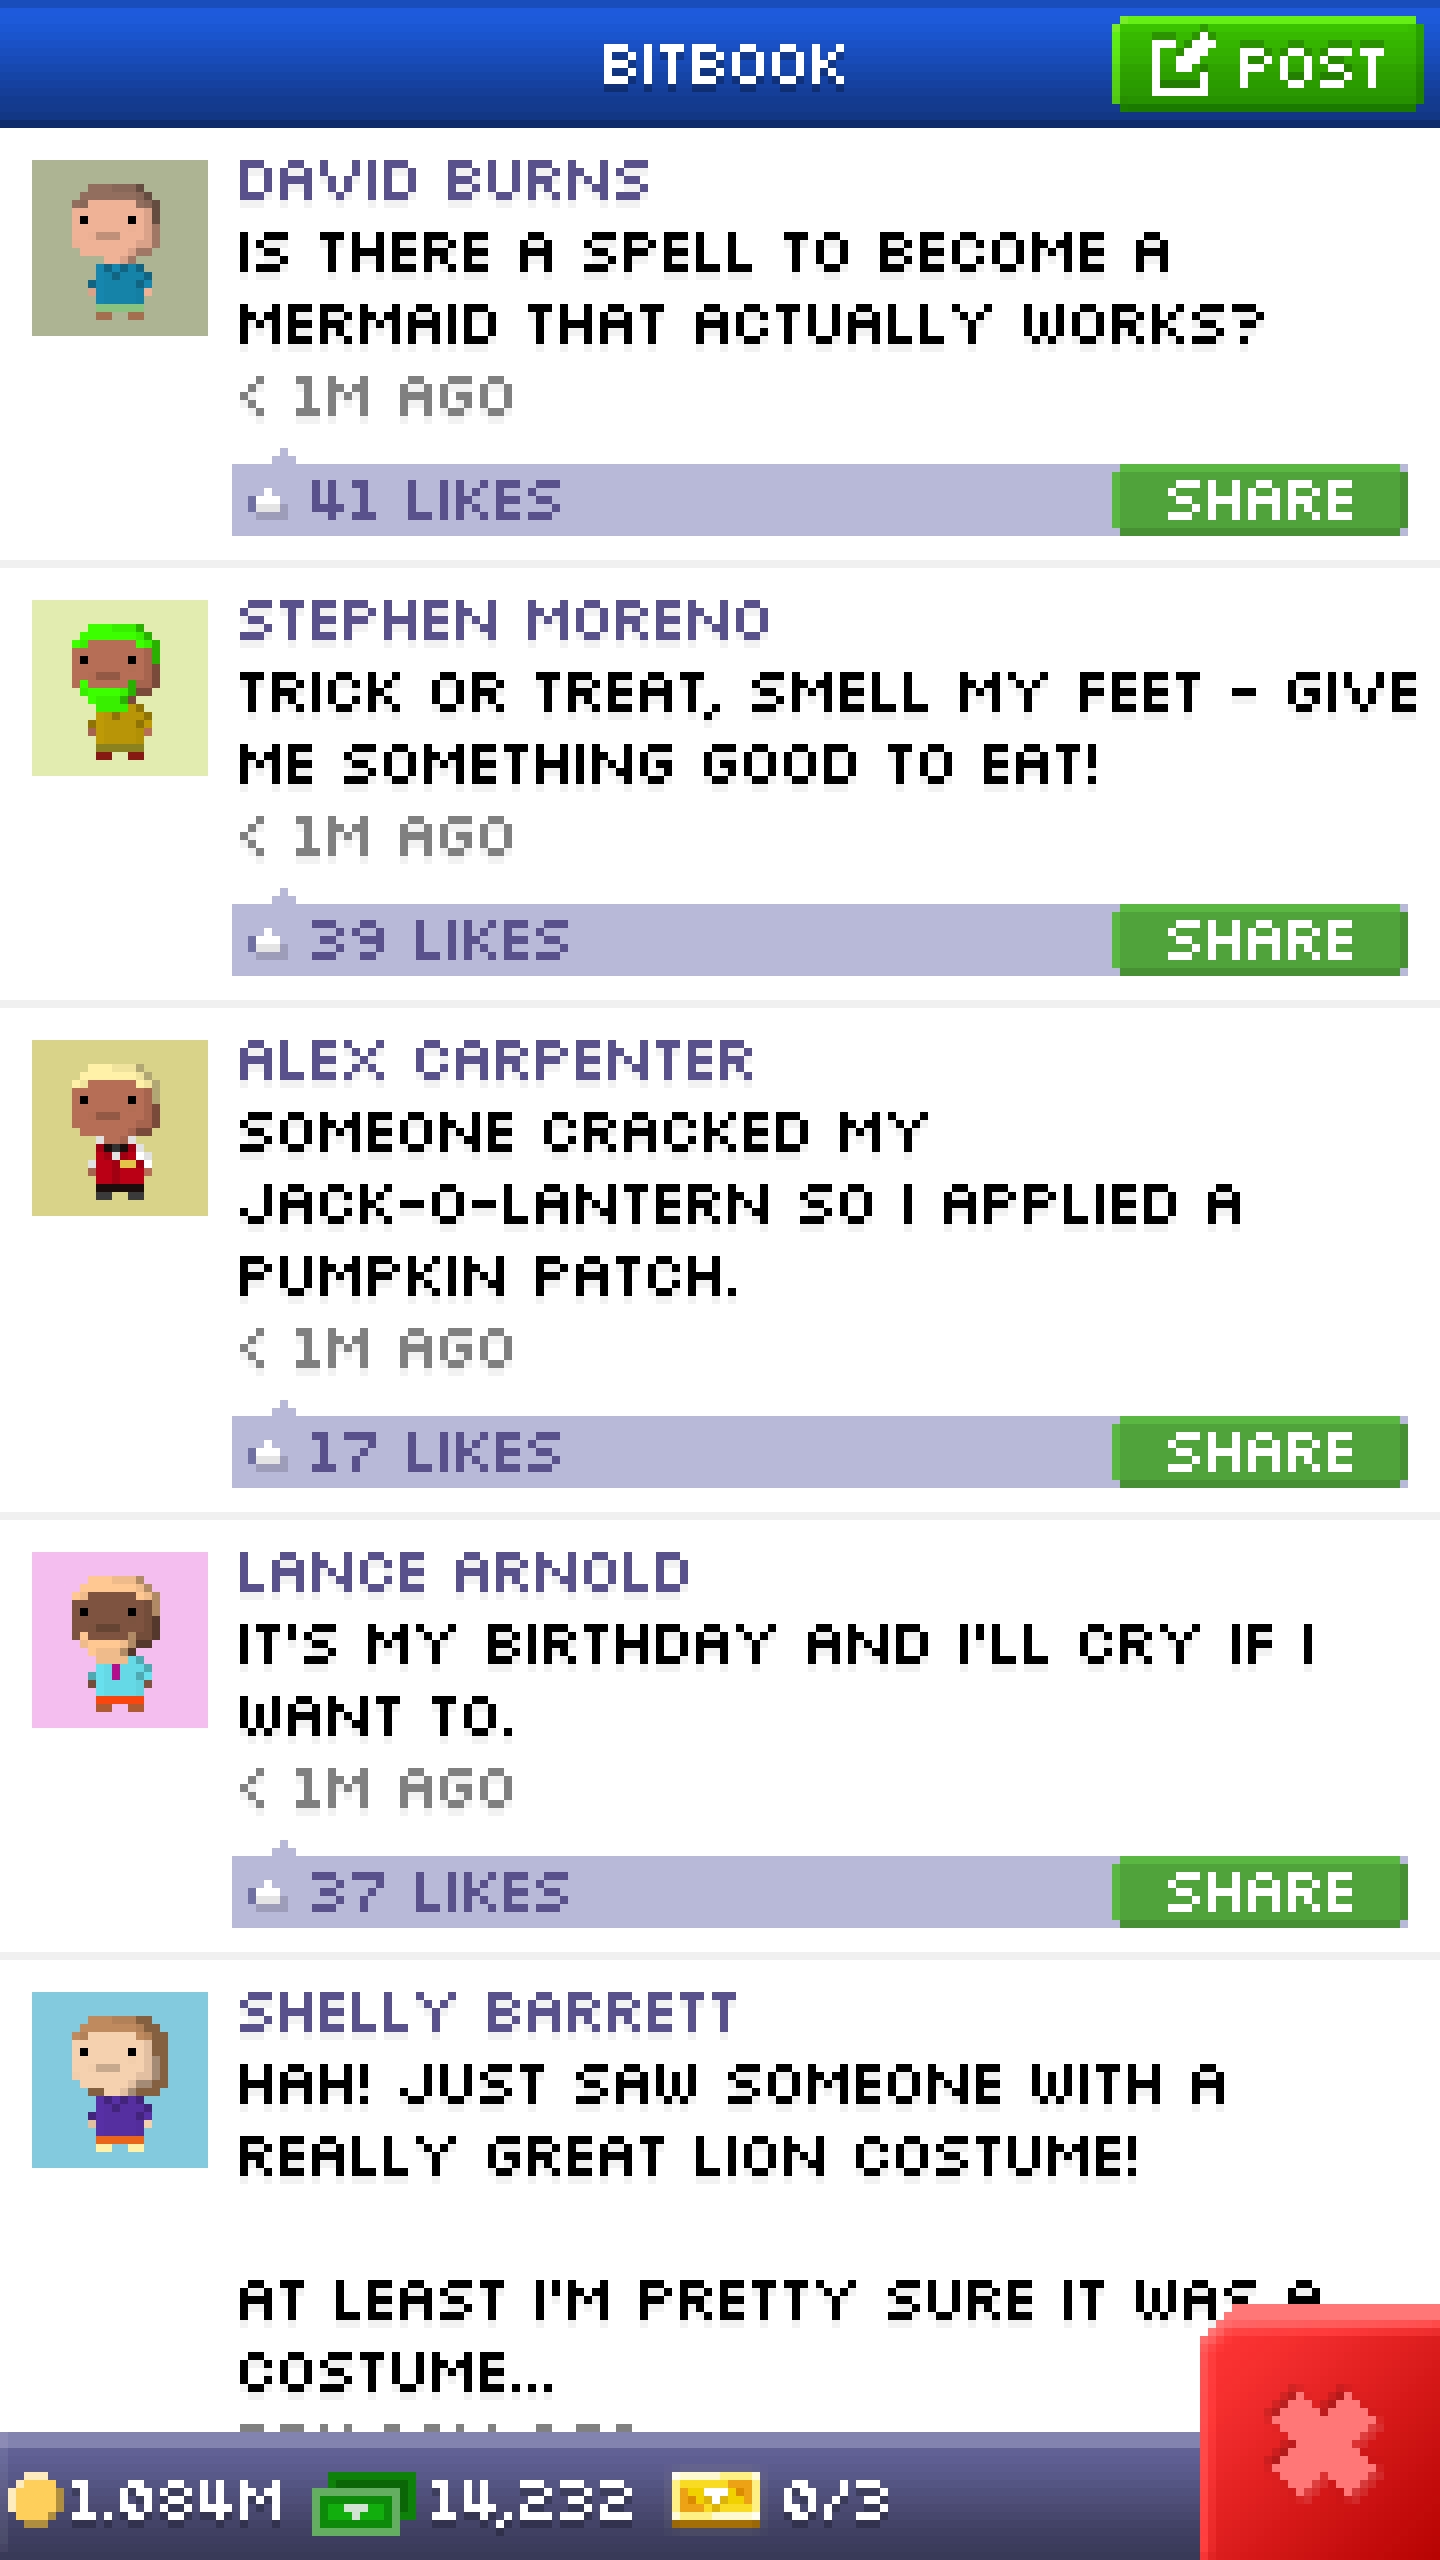 BITBOOK
POST
DAVID BURNS
IS THERE A SPELL TO BECOME A
MERMAID THAT ACTUALLY WORKS?
< 1M AGO
41 LIKES
SHARE
STEPHEN MORENO
TRICK OR TREAT, SMELL MY FEET - GIVE
ME SOMETHING GOOD TO EAT!
< 1M AGO
39 LIKES
SHARE
ALEX CARPENTER
SOMEONE CRACKED MY
JACK-O-LANTERN SO I APPLIED A
PUMPKIN PATCH.
< 1M AGO
17 LIKES
SHARE
LANCE ARNOLD
IT'S MY BIRTHDAY AND I'LL CRY IF I
WANT TO.
< 1M AGO
37 LIKES
SHARE
SHELLY BARRETT
HAH! JUST SAW SOMEONE WITH A
REALLY GREAT LION COSTUME!
AT LEAST I'M PRETTY SURE IT WAS A
COSTUME...
1.084M 14,232 0/3